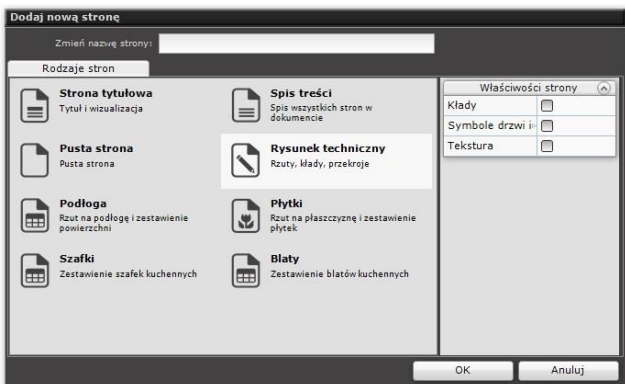 Dodaj nową stronę
Zmień nazwę strony:
Rodzaje stron
Strona tytułowa
Tytuł i wizualizacja
Spis treści
Spis wszystkich stron w
dokumencie
Pusta strona
Pusta strona
Rysunek techniczny
Rzuty, kłady, przekroje
Podłoga
Rzut na podłogę i zestawienie
powierzchni
Płytki
Rzut na płaszczyznę i zestawienie
płytek
Szafki
Zestawienie szafek kuchennych
Blaty
Zestawienie blatów kuchennych
Właściwości strony
Kłady
Symbole drzwi i
Tekstura
OK
Anuluj